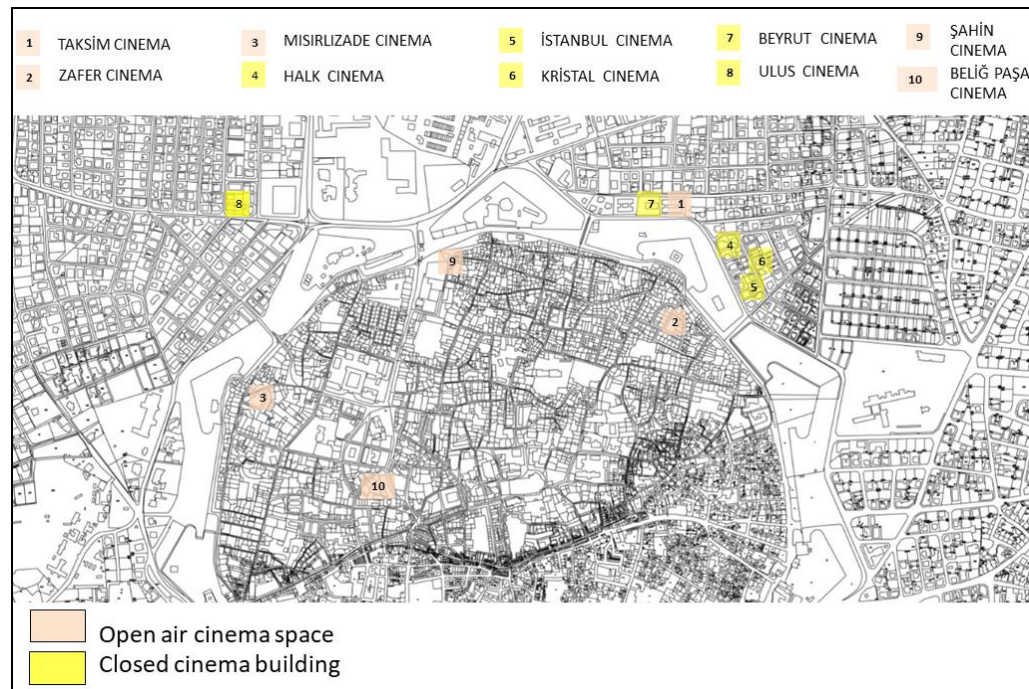 1 TAKSİM CINEMA
2 ZAFER CINEMA
3 MISIRLIZADE CINEMA
4 HALK CINEMA
5 İSTANBUL CINEMA
6 KRİSTAL CINEMA
7 BEYRUT CINEMA
8 ULUS CINEMA
9 ŞAHİN
CINEMA
10 BELİĞ PAŞA
CINEMA
8
7
1
4
6
5
9
2
3
10
Open air cinema space
Closed cinema building